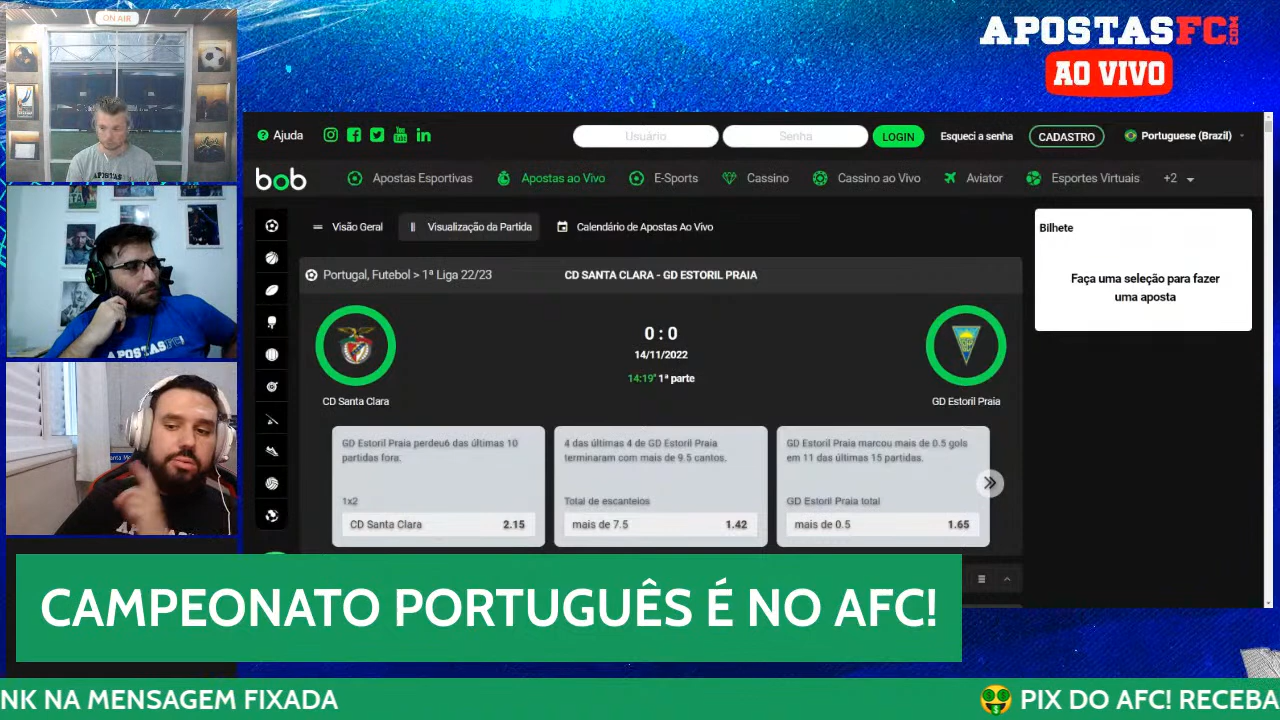 ON AIR
APOSTASFC.COM
AO VIVO
Ajuda
Usuário
Senha
LOGIN
Esqueci a senha
CADASTRO
Portuguese (Brazil)
bob
Apostas Esportivas
Apostas ao Vivo
E-Sports
Cassino
Cassino ao Vivo
Aviator
Esportes Virtuais
+2
Visão Geral
Visualização da Partida
Calendário de Apostas Ao Vivo
Bilhete
Faça uma seleção para fazer
uma aposta
Portugal, Futebol > 1ª Liga 22/23
CD SANTA CLARA - GD ESTORIL PRAIA
0 : 0
14/11/2022
14:19" 1ª parte
CD Santa Clara
GD Estoril Praia
GD Estoril Praia perdeu6 das últimas 10
partidas fora.
1x2
CD Santa Clara 2.15
4 das últimas 4 de GD Estoril Praia
terminaram com mais de 9.5 cantos.
Total de escanteios
mais de 7.5 1.42
GD Estoril Praia marcou mais de 0.5 gols
em 11 das últimas 15 partidas.
GD Estoril Praia total
mais de 0.5 1.65
APOSTASFC!
CAMPEONATO PORTUGUÊS É NO AFC!
NK NA MENSAGEM FIXADA
🤑 PIX DO AFC! RECEBA